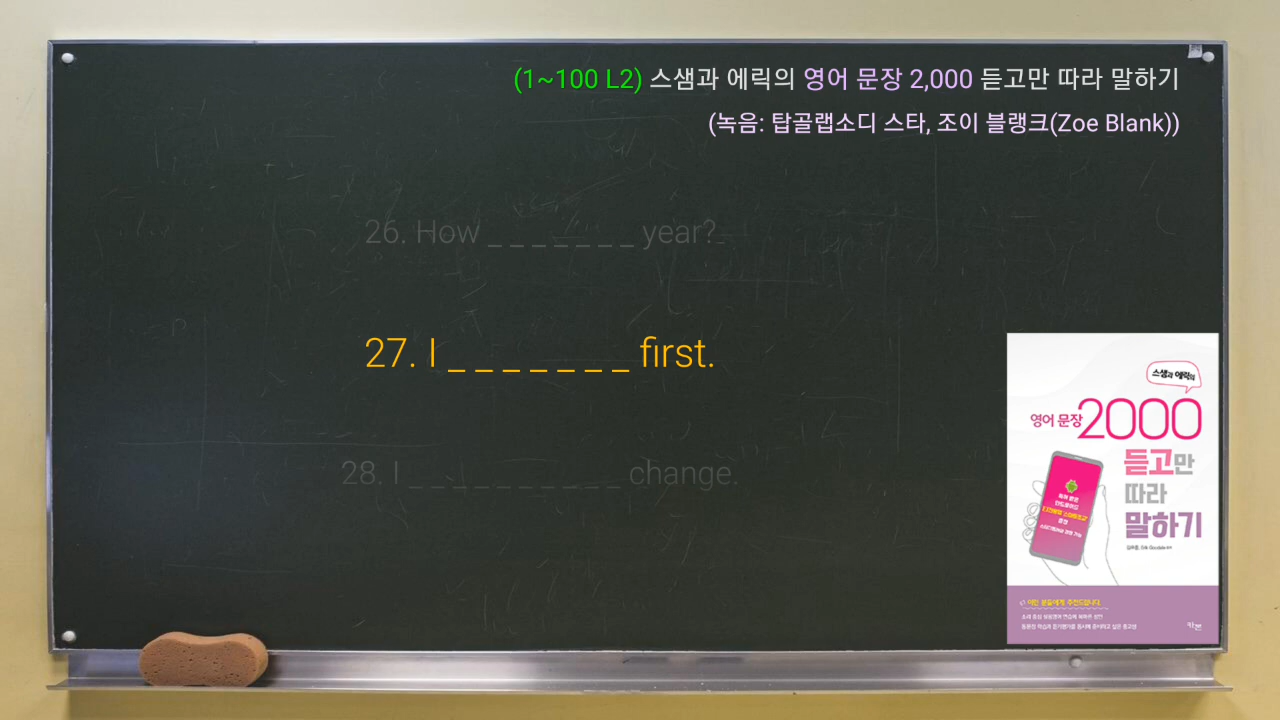 (1~100 L2) 스샘과 에릭의 영어 문장 2,000 듣고만 따라 말하기
(녹음: 탑골랩소디 스타, 조이 블랭크(Zoe Blank))
26. How _ _ _ _ _ _ _ year?
27. I _ _ _ _ _ _ _ first.
28. I _ _ _ _ _ _ _ _ _ _ change.
스샘과 에릭의
영어 문장 2000
듣고만
따라
말하기